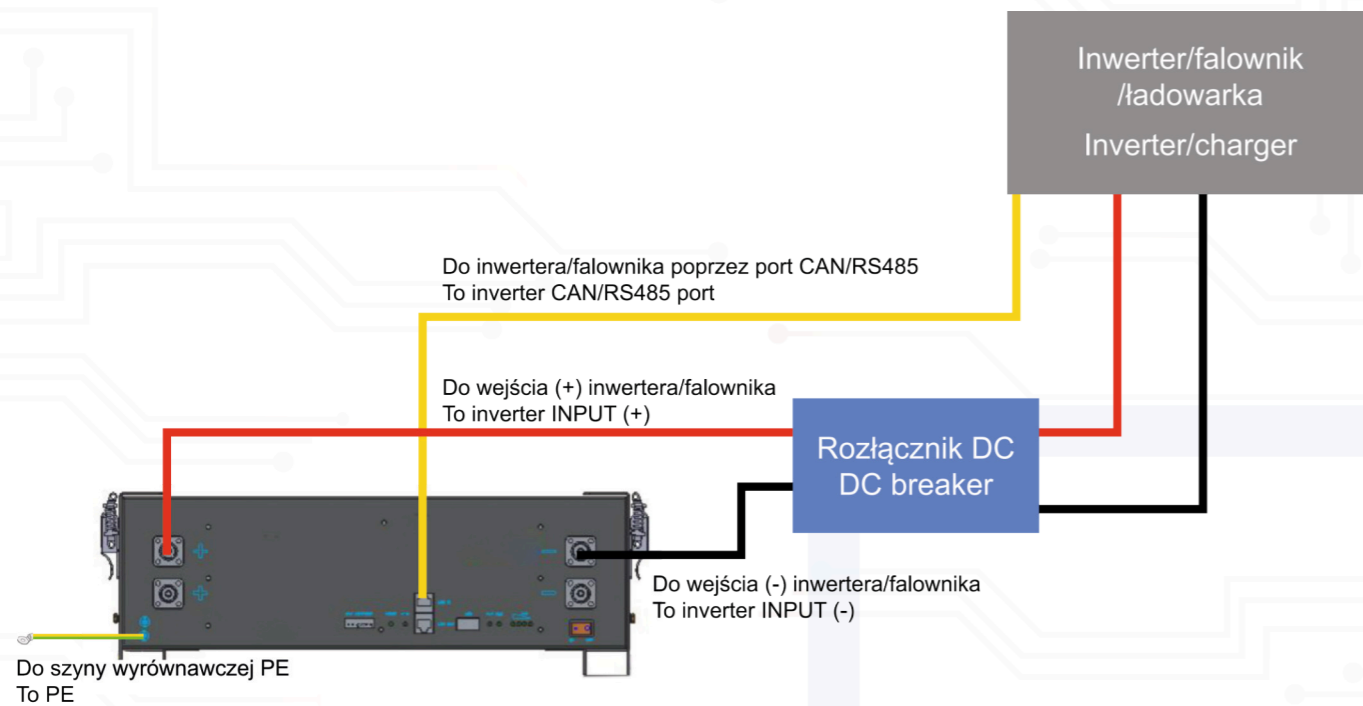 Inwerter/falownik
/ładowarka
Inverter/charger
Do inwertera/falownika poprzez port CAN/RS485
To inverter CAN/RS485 port
Do wejścia (+) inwertera/falownika
To inverter INPUT (+)
Rozłącznik DC
DC breaker
Do wejścia (-) inwertera/falownika
To inverter INPUT (-)
Do szyny wyrównawczej PE
To PE